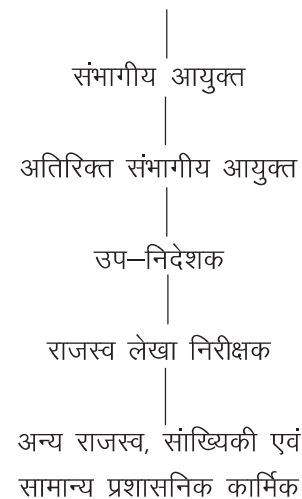 संभागीय आयुक्त
अतिरिक्त संभागीय आयुक्त
उप–निदेशक
राजस्व लेखा निरीक्षक
अन्य राजस्व, सांख्यिकी एवं
सामान्य प्रशासनिक कार्मिक